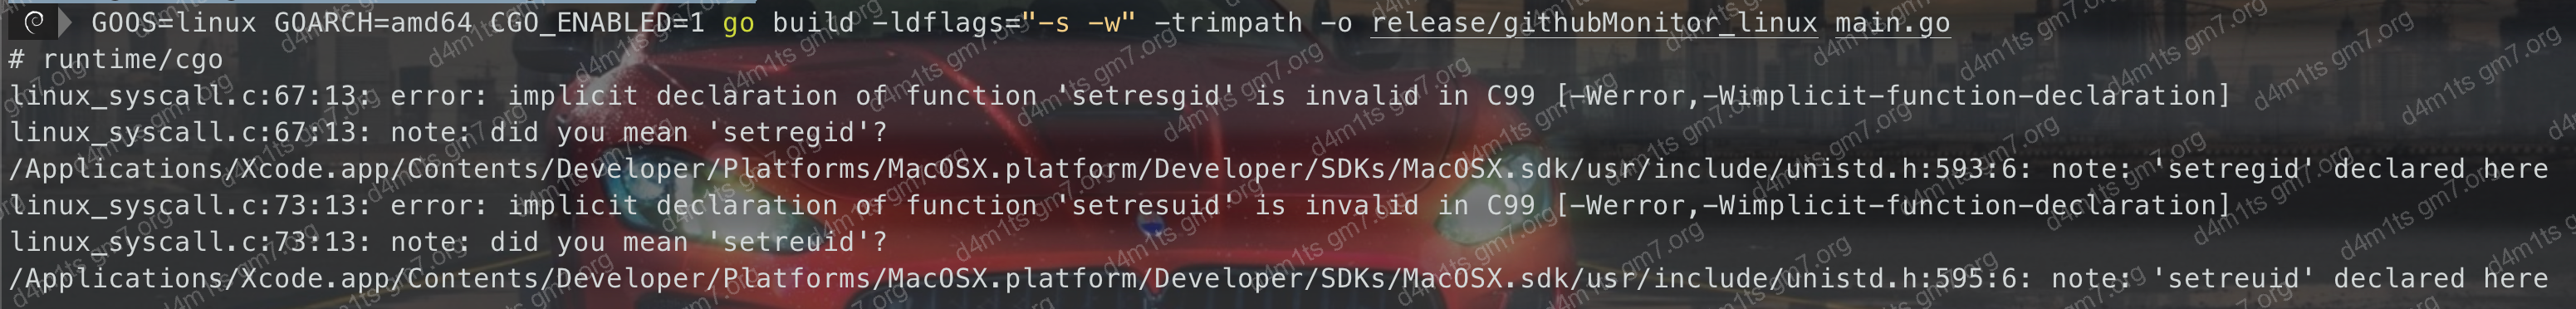 GOOS=linux GOARCH=amd64 CGO_ENABLED=1 go build -ldflags="-s -w" -trimpath -o release/githubMonitor_linux main.go
# runtime/cgo
linux_syscall.c:67:13: error: implicit declaration of function 'setresgid' is invalid in C99 [-Werror,-Wimplicit-function-declaration]
linux_syscall.c:67:13: note: did you mean 'setregid'?
/Applications/Xcode.app/Contents/Developer/Platforms/MacOSX.platform/Developer/SDKs/MacOSX.sdk/usr/include/unistd.h:593:6: note: 'setregid' declared here
linux_syscall.c:73:13: error: implicit declaration of function 'setresuid' is invalid in C99 [-Werror,-Wimplicit-function-declaration]
linux_syscall.c:73:13: note: did you mean 'setreuid'?
/Applications/Xcode.app/Contents/Developer/Platforms/MacOSX.platform/Developer/SDKs/MacOSX.sdk/usr/include/unistd.h:595:6: note: 'setreuid' declared here
d4m1ts gm7.org